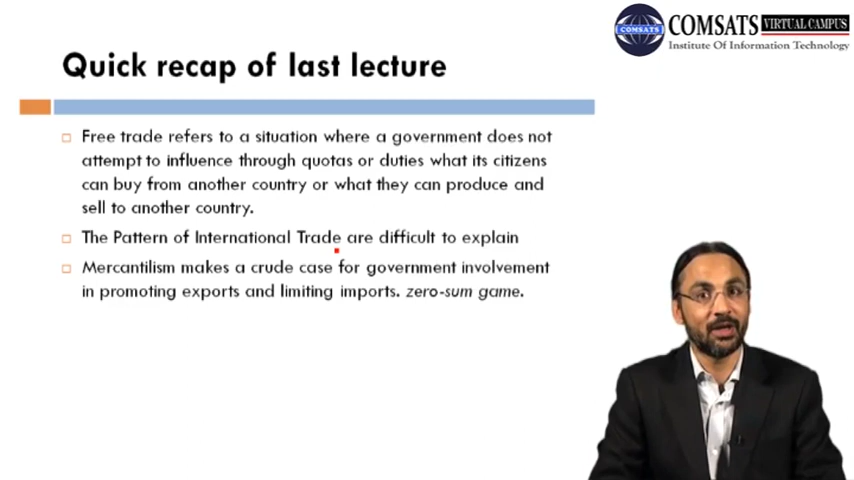 COMSATS
COMSATS VIRTUAL CAMPUS
Institute Of Information Technology
Quick recap of last lecture
Free trade refers to a situation where a government does not
attempt to influence through quotas or duties what its citizens
can buy from another country or what they can produce and
sell to another country.
The Pattern of International Trade are difficult to explain
Mercantilism makes a crude case for government involvement
in promoting exports and limiting imports. zero-sum game.